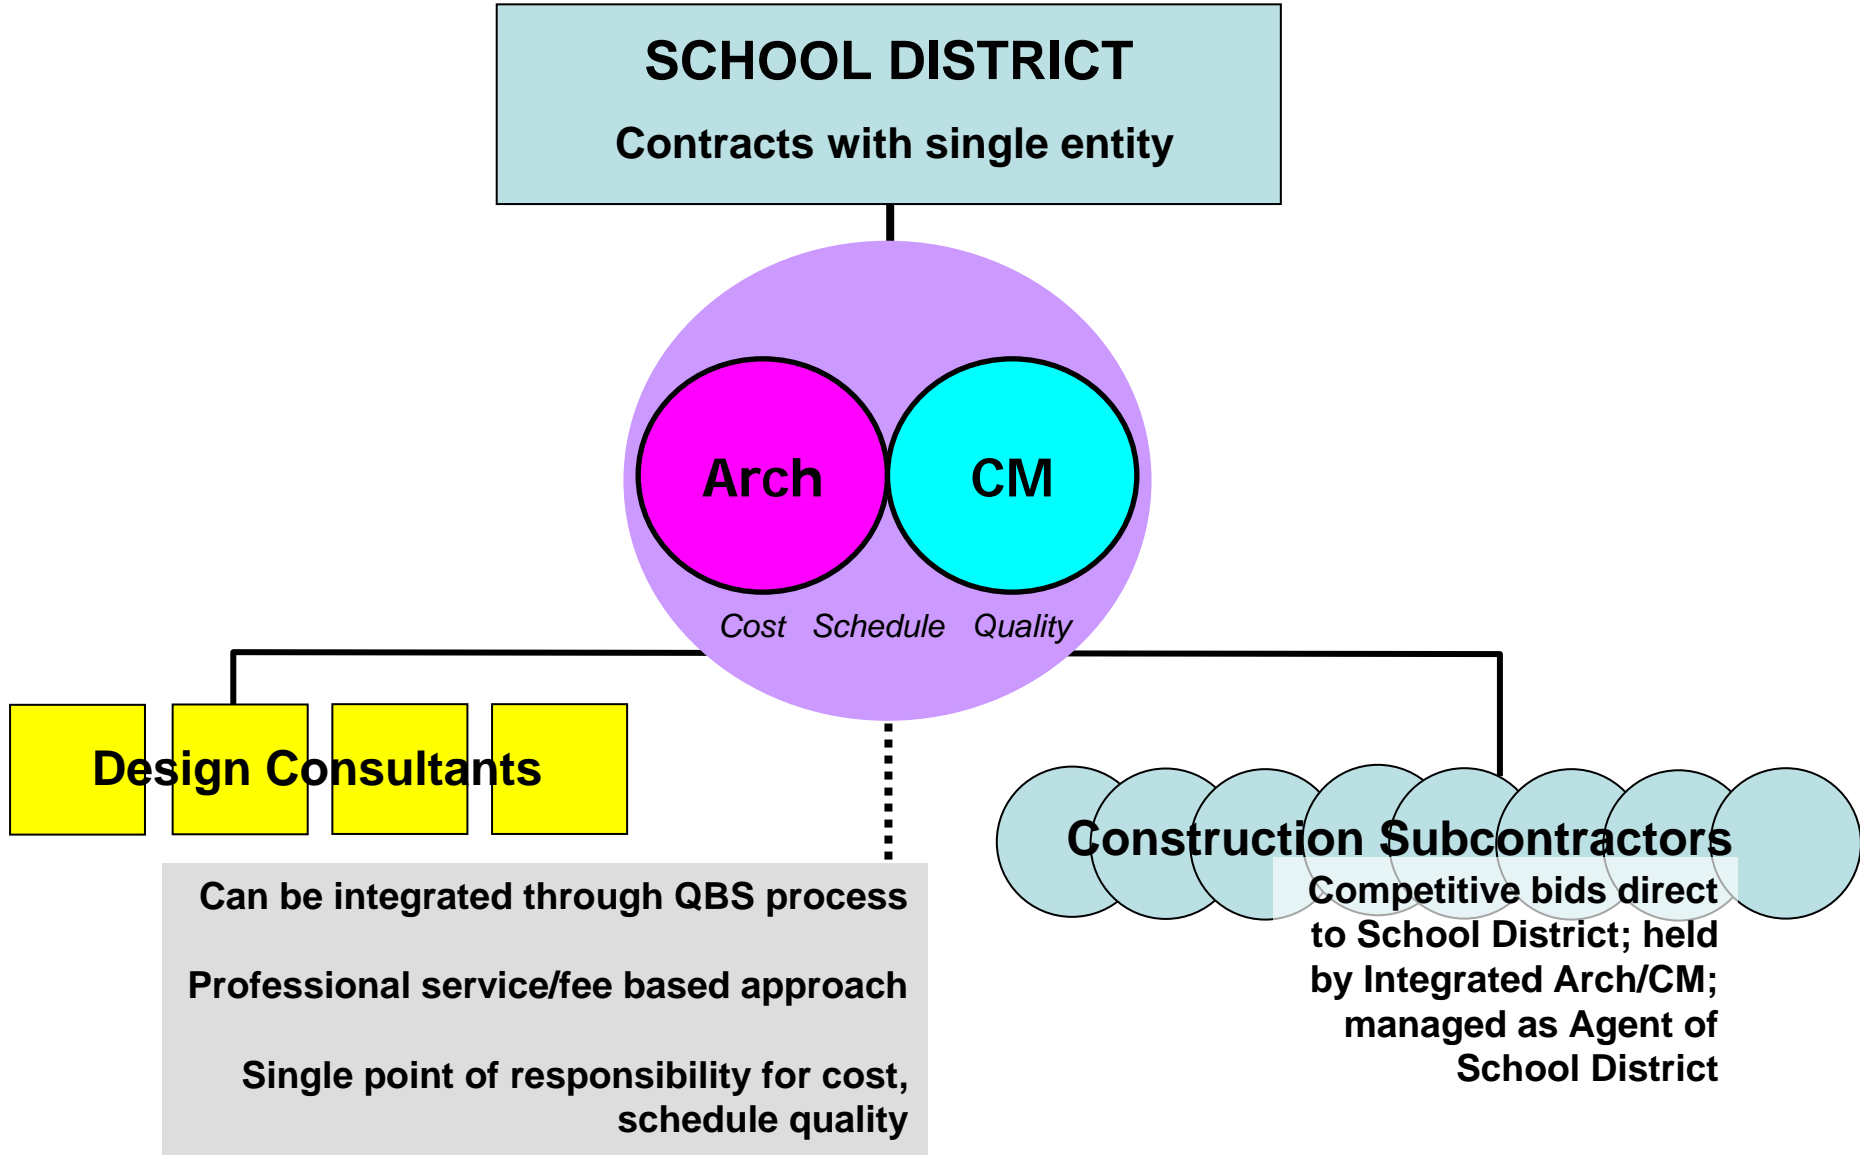 SCHOOL DISTRICT
Contracts with single entity
Arch
CM
Cost Schedule Quality
Design Consultants
Construction Subcontractors
Can be integrated through QBS process
Professional service/fee based approach
Single point of responsibility for cost,
schedule quality
Competitive bids direct
to School District; held
by Integrated Arch/CM;
managed as Agent of
School District